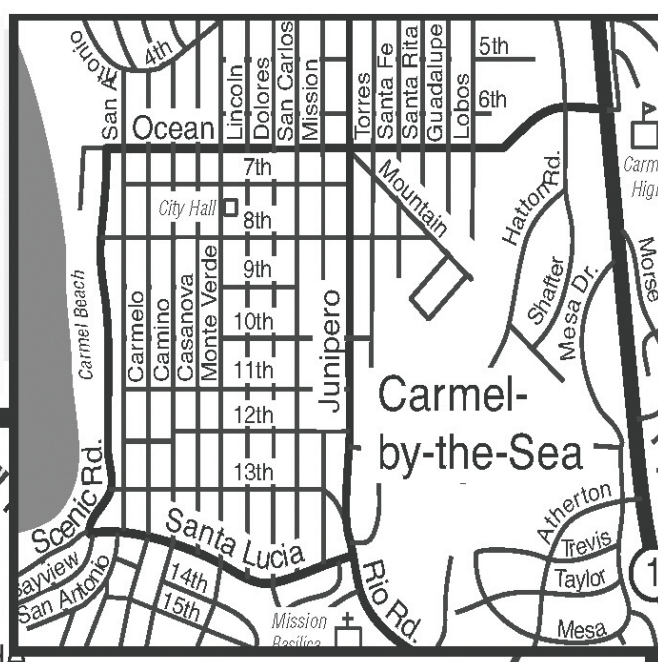 San Antonio
4th
Lincoln
Dolores
San Carlos
Mission
Torres
Santa Fe
Santa Rita
Guadalupe
Lobos
5th
6th
Ocean
7th
City Hall
8th
Mountain
Hatton Rd.
Shafter
Mesa Dr.
Morse
Carmel Beach
Carmelo
Camino
Casanova
Monte Verde
9th
10th
11th
12th
13th
Junipero
Carmel-
by-the-Sea
Scenic Rd.
Santa Lucia
Bayview
San Antonio
14th
15th
Mission
Basilica
Rio Rd.
Atherton
Trevis
Taylor
Mesa
1